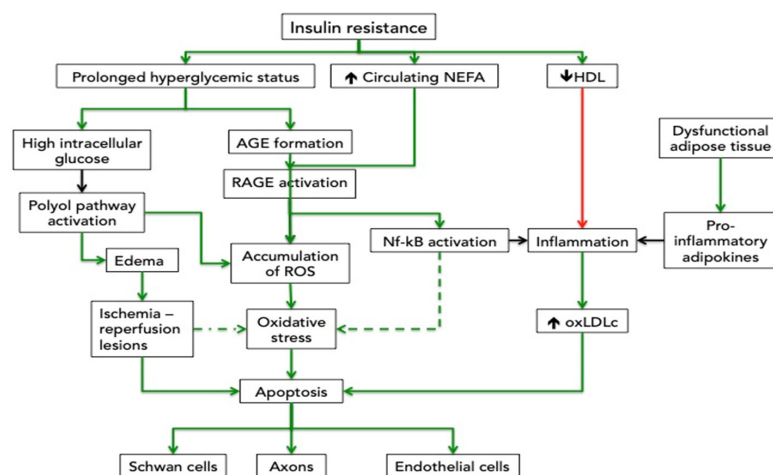 Insulin resistance
Prolonged hyperglycemic status
↑ Circulating NEFA
↓HDL
High intracellular
glucose
AGE formation
Dysfunctional
adipose tissue
RAGE activation
Polyol pathway
activation
Edema
Accumulation
of ROS
Nf-kB activation
Inflammation
Pro-
inflammatory
adipokines
Ischemia –
reperfusion
lesions
Oxidative
stress
↑ oxLDLc
Apoptosis
Schwan cells
Axons
Endothelial cells